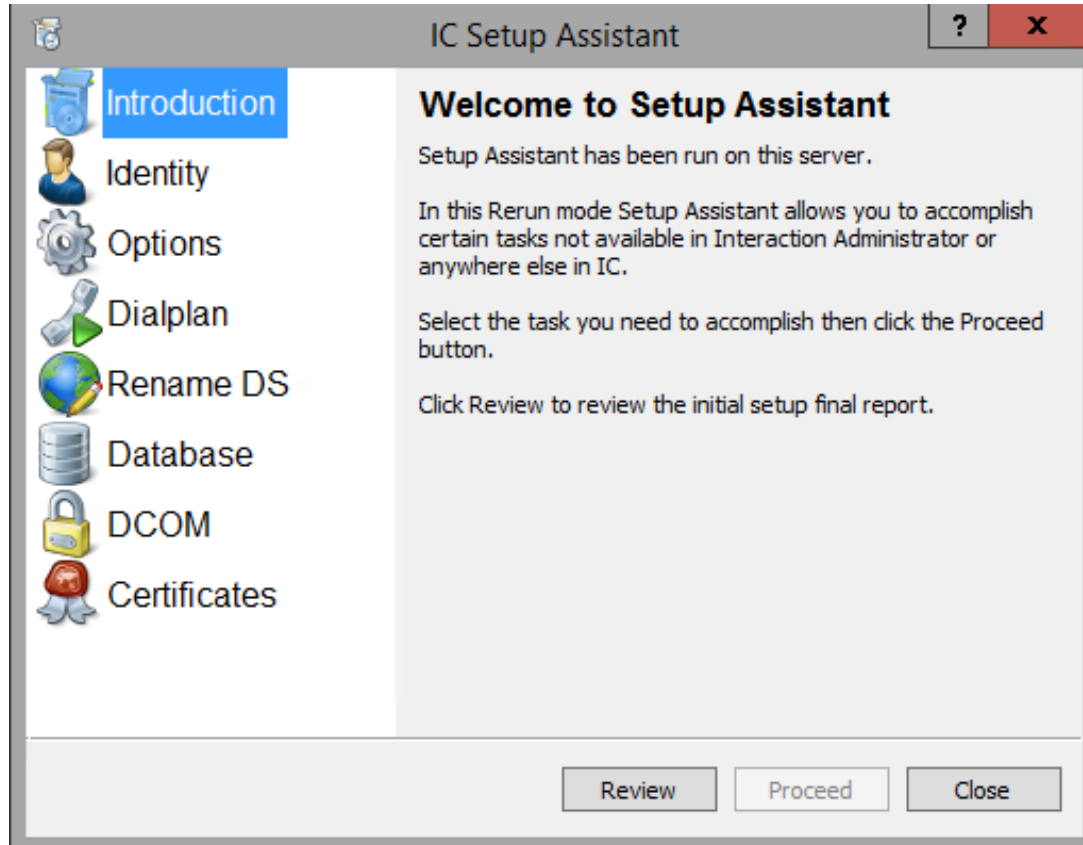 IC Setup Assistant
?
x
Introduction
Identity
Options
Dialplan
Rename DS
Database
DCOM
Certificates
Welcome to Setup Assistant
Setup Assistant has been run on this server.
In this Rerun mode Setup Assistant allows you to accomplish
certain tasks not available in Interaction Administrator or
anywhere else in IC.
Select the task you need to accomplish then click the Proceed
button.
Click Review to review the initial setup final report.
Review
Proceed
Close